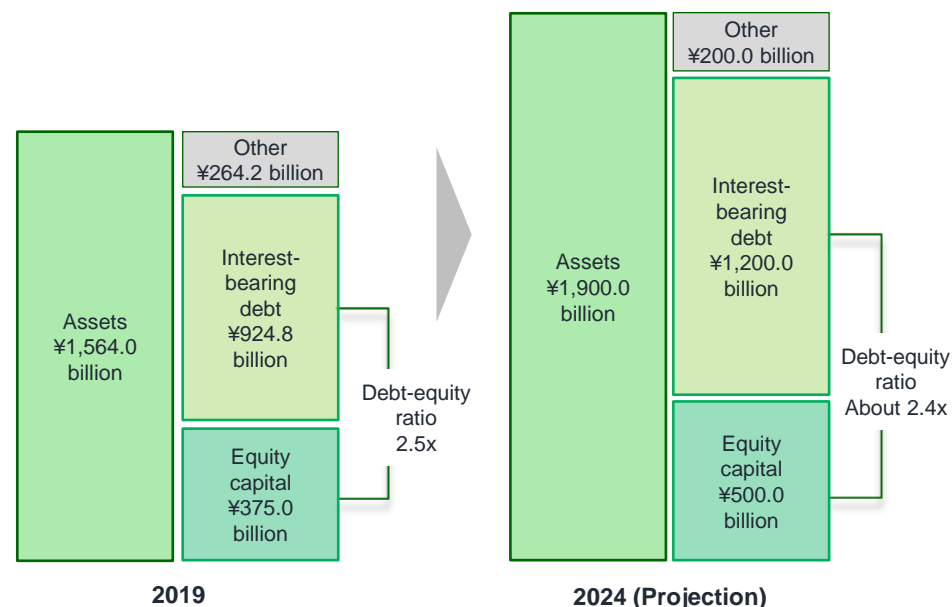 Assets
¥1,564.0
billion
Other
¥264.2 billion
Interest-
bearing
debt
¥924.8
billion
Equity
capital
¥375.0
billion
Debt-equity
ratio
2.5x
2019
Assets
¥1,900.0
billion
Other
¥200.0 billion
Interest-
bearing
debt
¥1,200.0
billion
Equity
capital
¥500.0
billion
Debt-equity
ratio
About 2.4x
2024 (Projection)